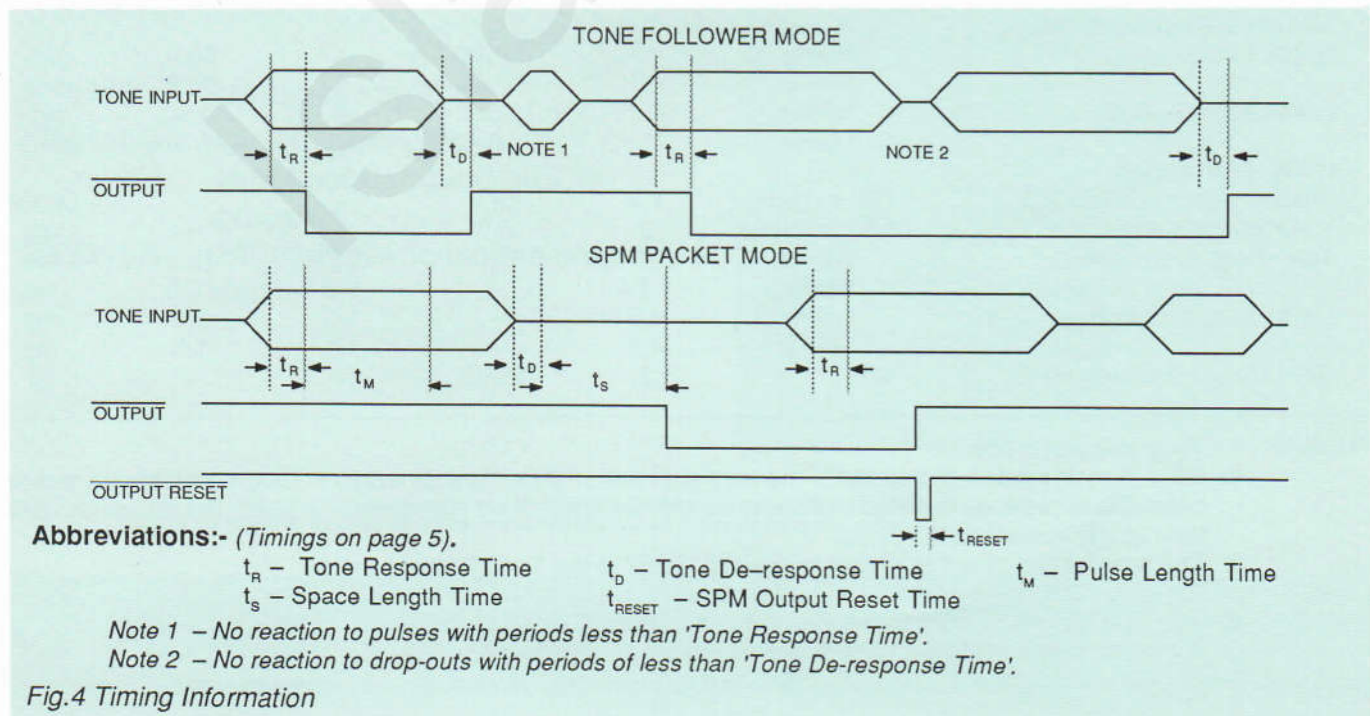 TONE FOLLOWER MODE
TONE INPUT
tR tD NOTE 1 tR NOTE 2 tD
OUTPUT
SPM PACKET MODE
TONE INPUT
tR tM tD tS tR
OUTPUT
OUTPUT RESET
tRESET
Abbreviations:- (Timings on page 5).
tR – Tone Response Time tD – Tone De–response Time tM – Pulse Length Time
tS – Space Length Time tRESET – SPM Output Reset Time
Note 1 – No reaction to pulses with periods less than 'Tone Response Time'.
Note 2 – No reaction to drop-outs with periods of less than 'Tone De-response Time'.
Fig.4 Timing Information